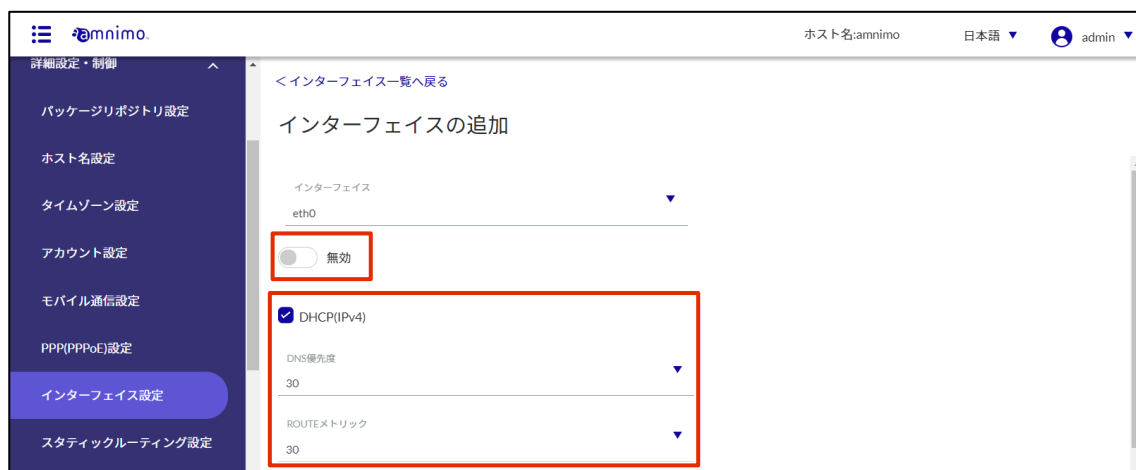 amnimo.
ホスト名:amnimo
日本語 ▼
admin ▼
詳細設定・制御
パッケージリポジトリ設定
ホスト名設定
タイムゾーン設定
アカウント設定
モバイル通信設定
PPP(PPPoE)設定
インターフェイス設定
スタティックルーティング設定
<インターフェイス一覧へ戻る
インターフェイスの追加
インターフェイス
eth0
無効
DHCP(IPv4)
DNS優先度
30
ROUTEメトリック
30